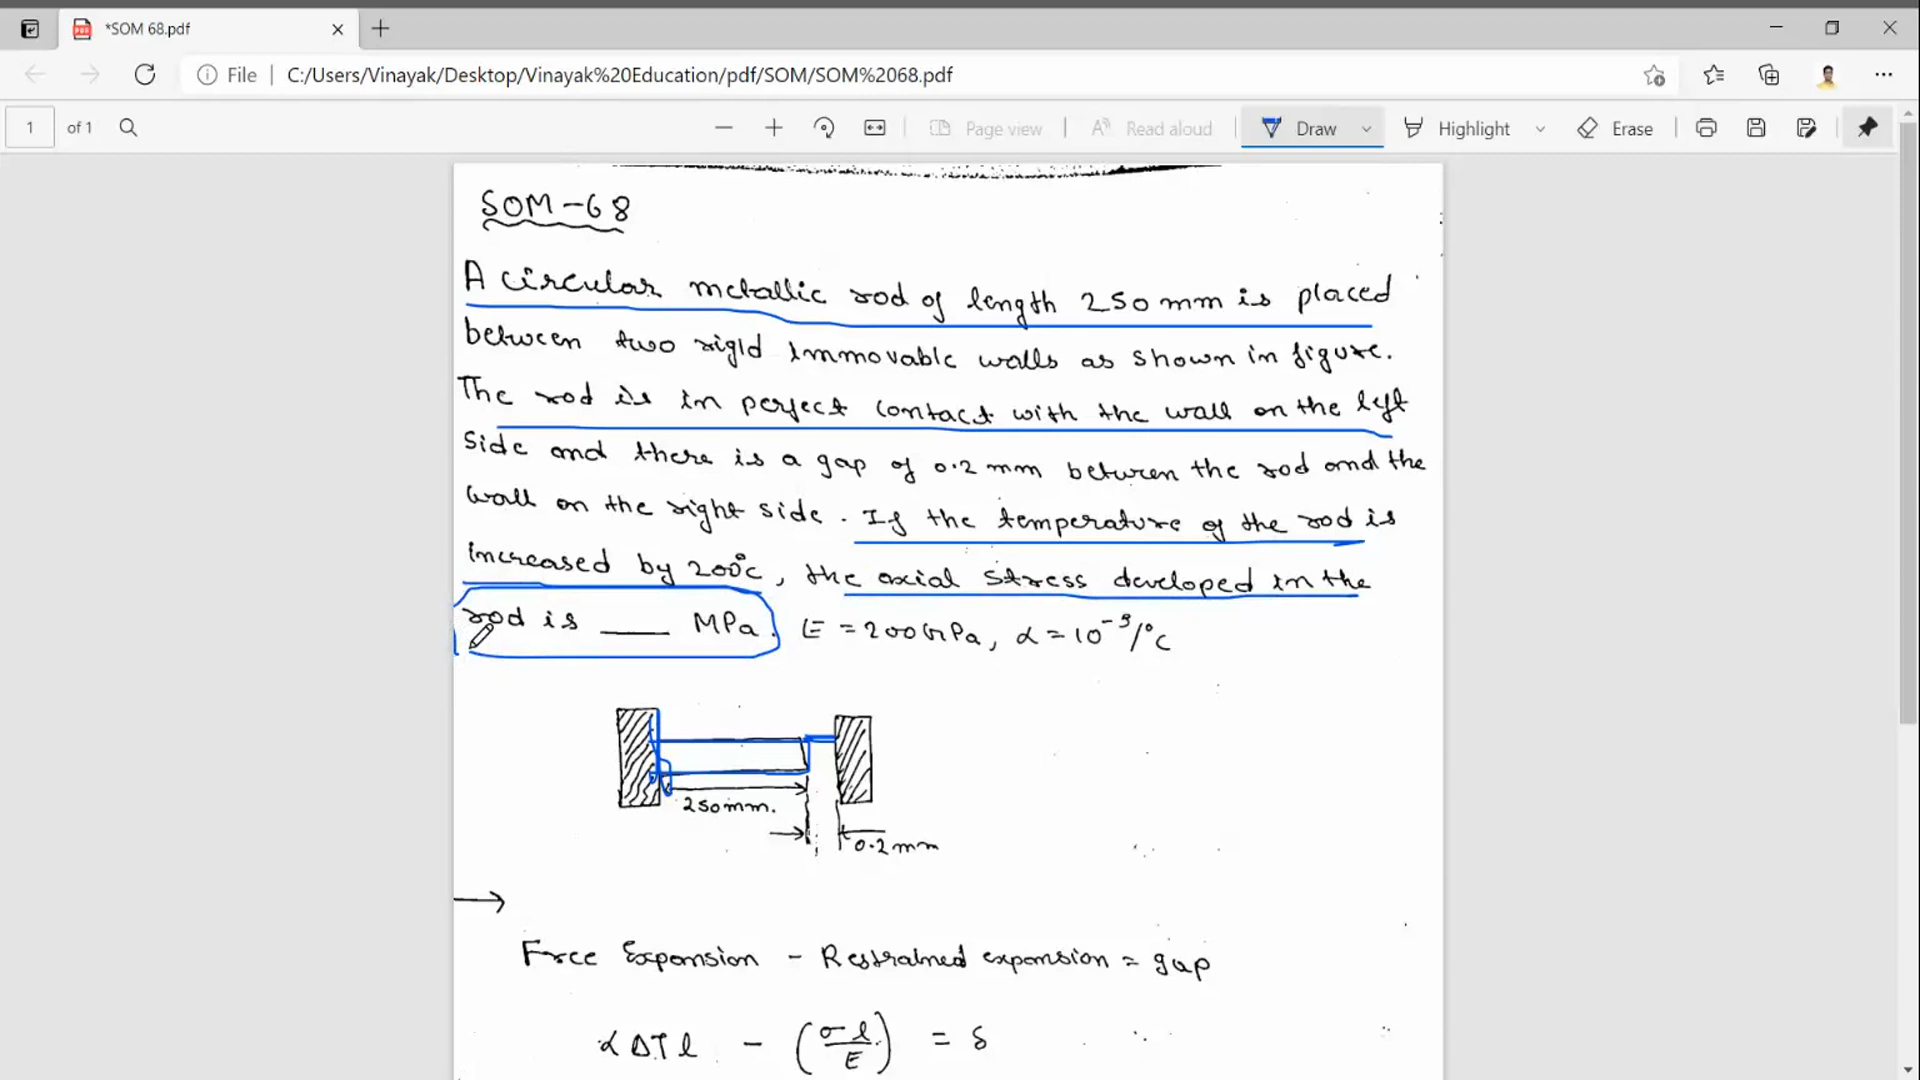 *SOM 68.pdf
File
C:/Users/Vinayak/Desktop/Vinayak%20Education/pdf/SOM/SOM%2068.pdf
1 of 1
Page view
Read aloud
Draw
Highlight
Erase
SOM-68
A circular metallic rod of length 250 mm is placed
between two rigid immovable walls as shown in figure.
The rod is in perfect contact with the wall on the left
side and there is a gap of 0.2 mm between the rod and the
wall on the right side. If the temperature of the rod is
increased by 200°C, the axial stress developed in the
rod is ____ MPa. E = 200GPa, α = 10⁻⁵/°C
250mm.
0.2mm
Free Expansion - Restrained expansion = gap
αΔTl - (σl/E) = δ